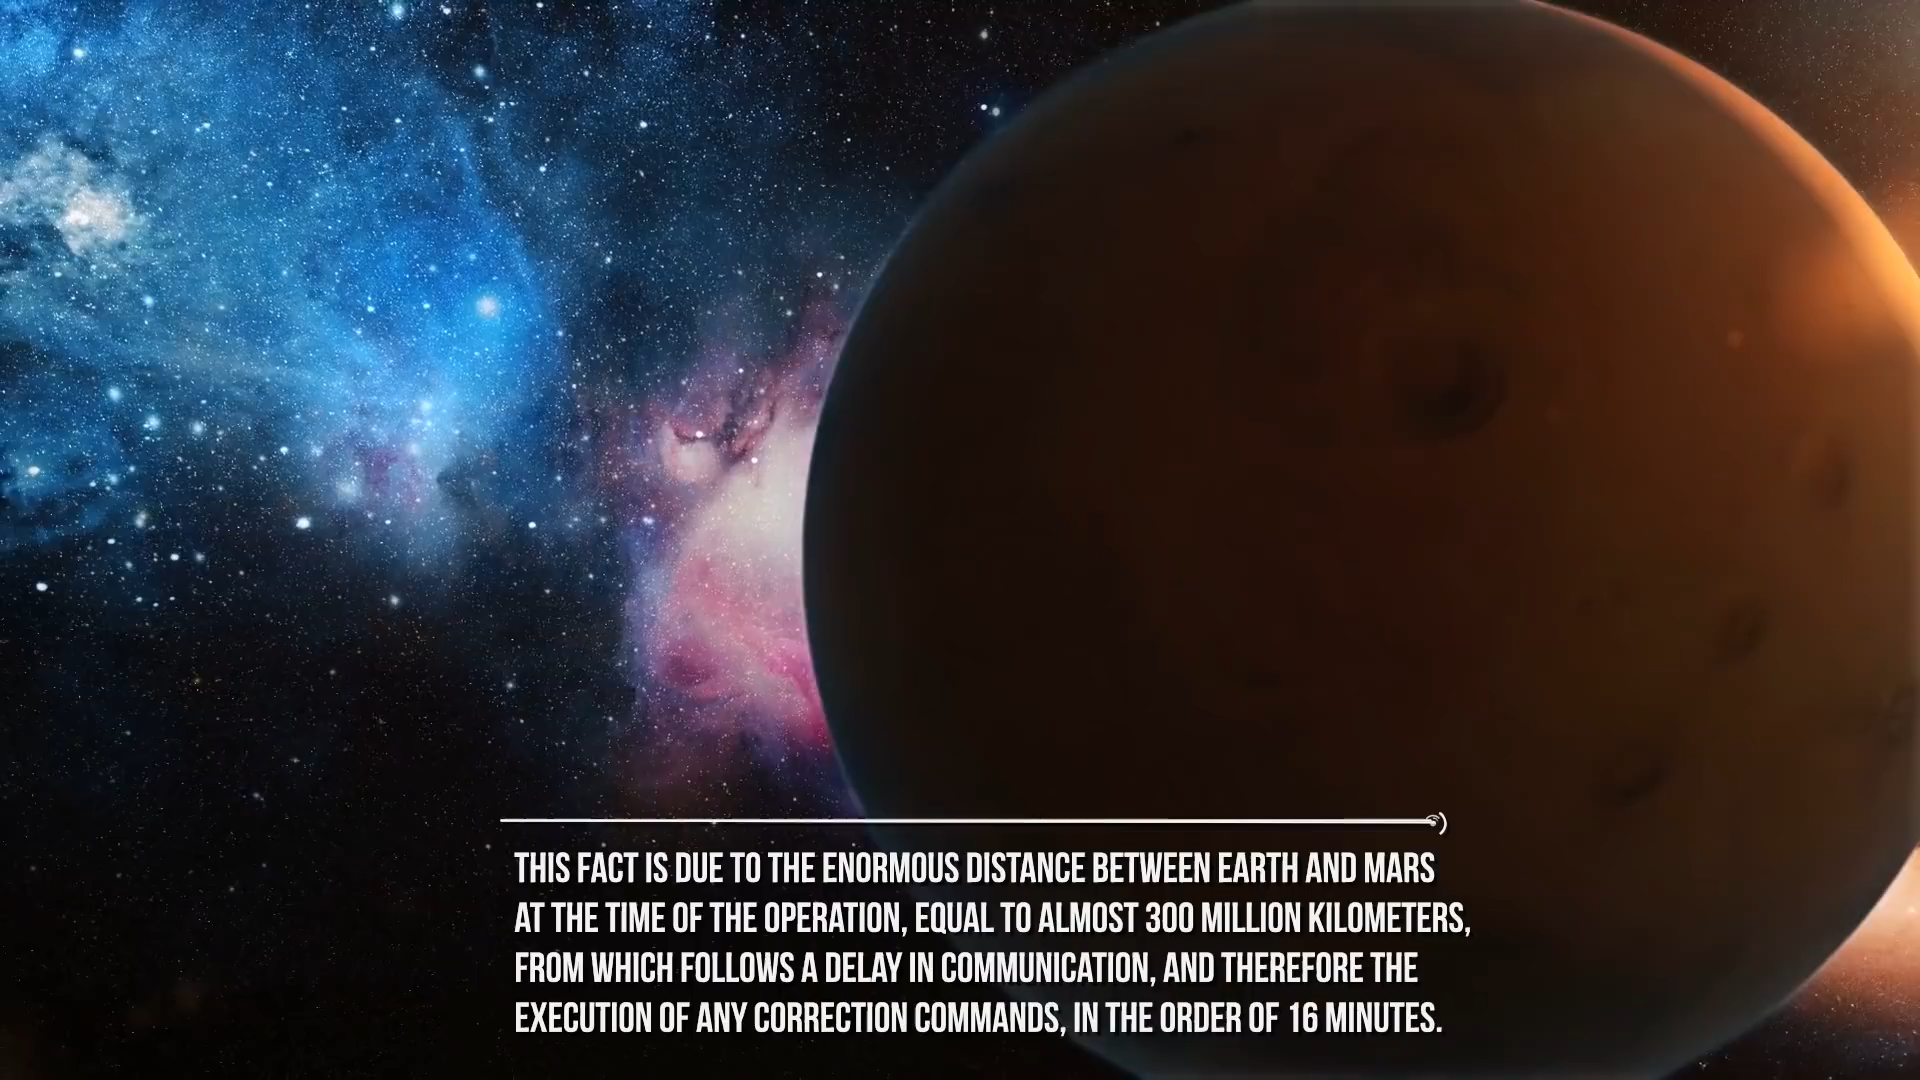 THIS FACT IS DUE TO THE ENORMOUS DISTANCE BETWEEN EARTH AND MARS
AT THE TIME OF THE OPERATION, EQUAL TO ALMOST 300 MILLION KILOMETERS,
FROM WHICH FOLLOWS A DELAY IN COMMUNICATION, AND THEREFORE THE
EXECUTION OF ANY CORRECTION COMMANDS, IN THE ORDER OF 16 MINUTES.